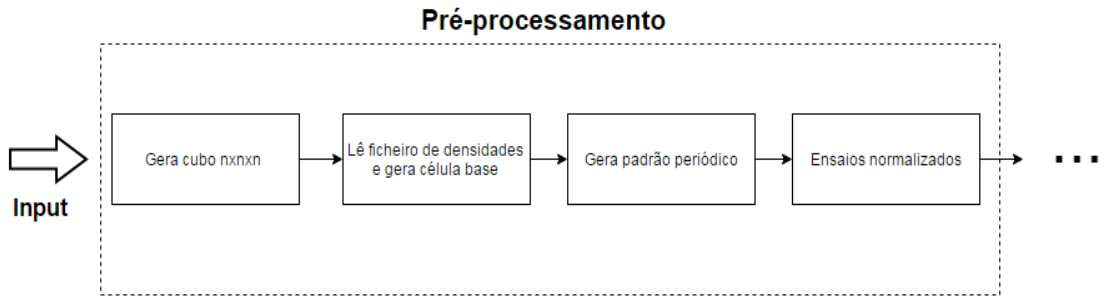 Pré-processamento
Input
Gera cubo nxnxn
Lê ficheiro de densidades
e gera célula base
Gera padrão periódico
Ensaios normalizados
...